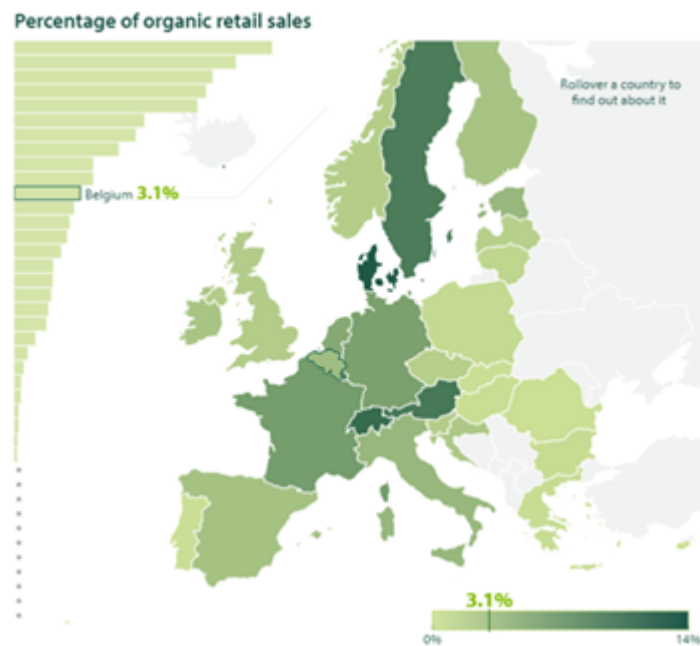 Percentage of organic retail sales
Rollover a country to
find out about it
Belgium 3.1%
3.1%
0%
14%